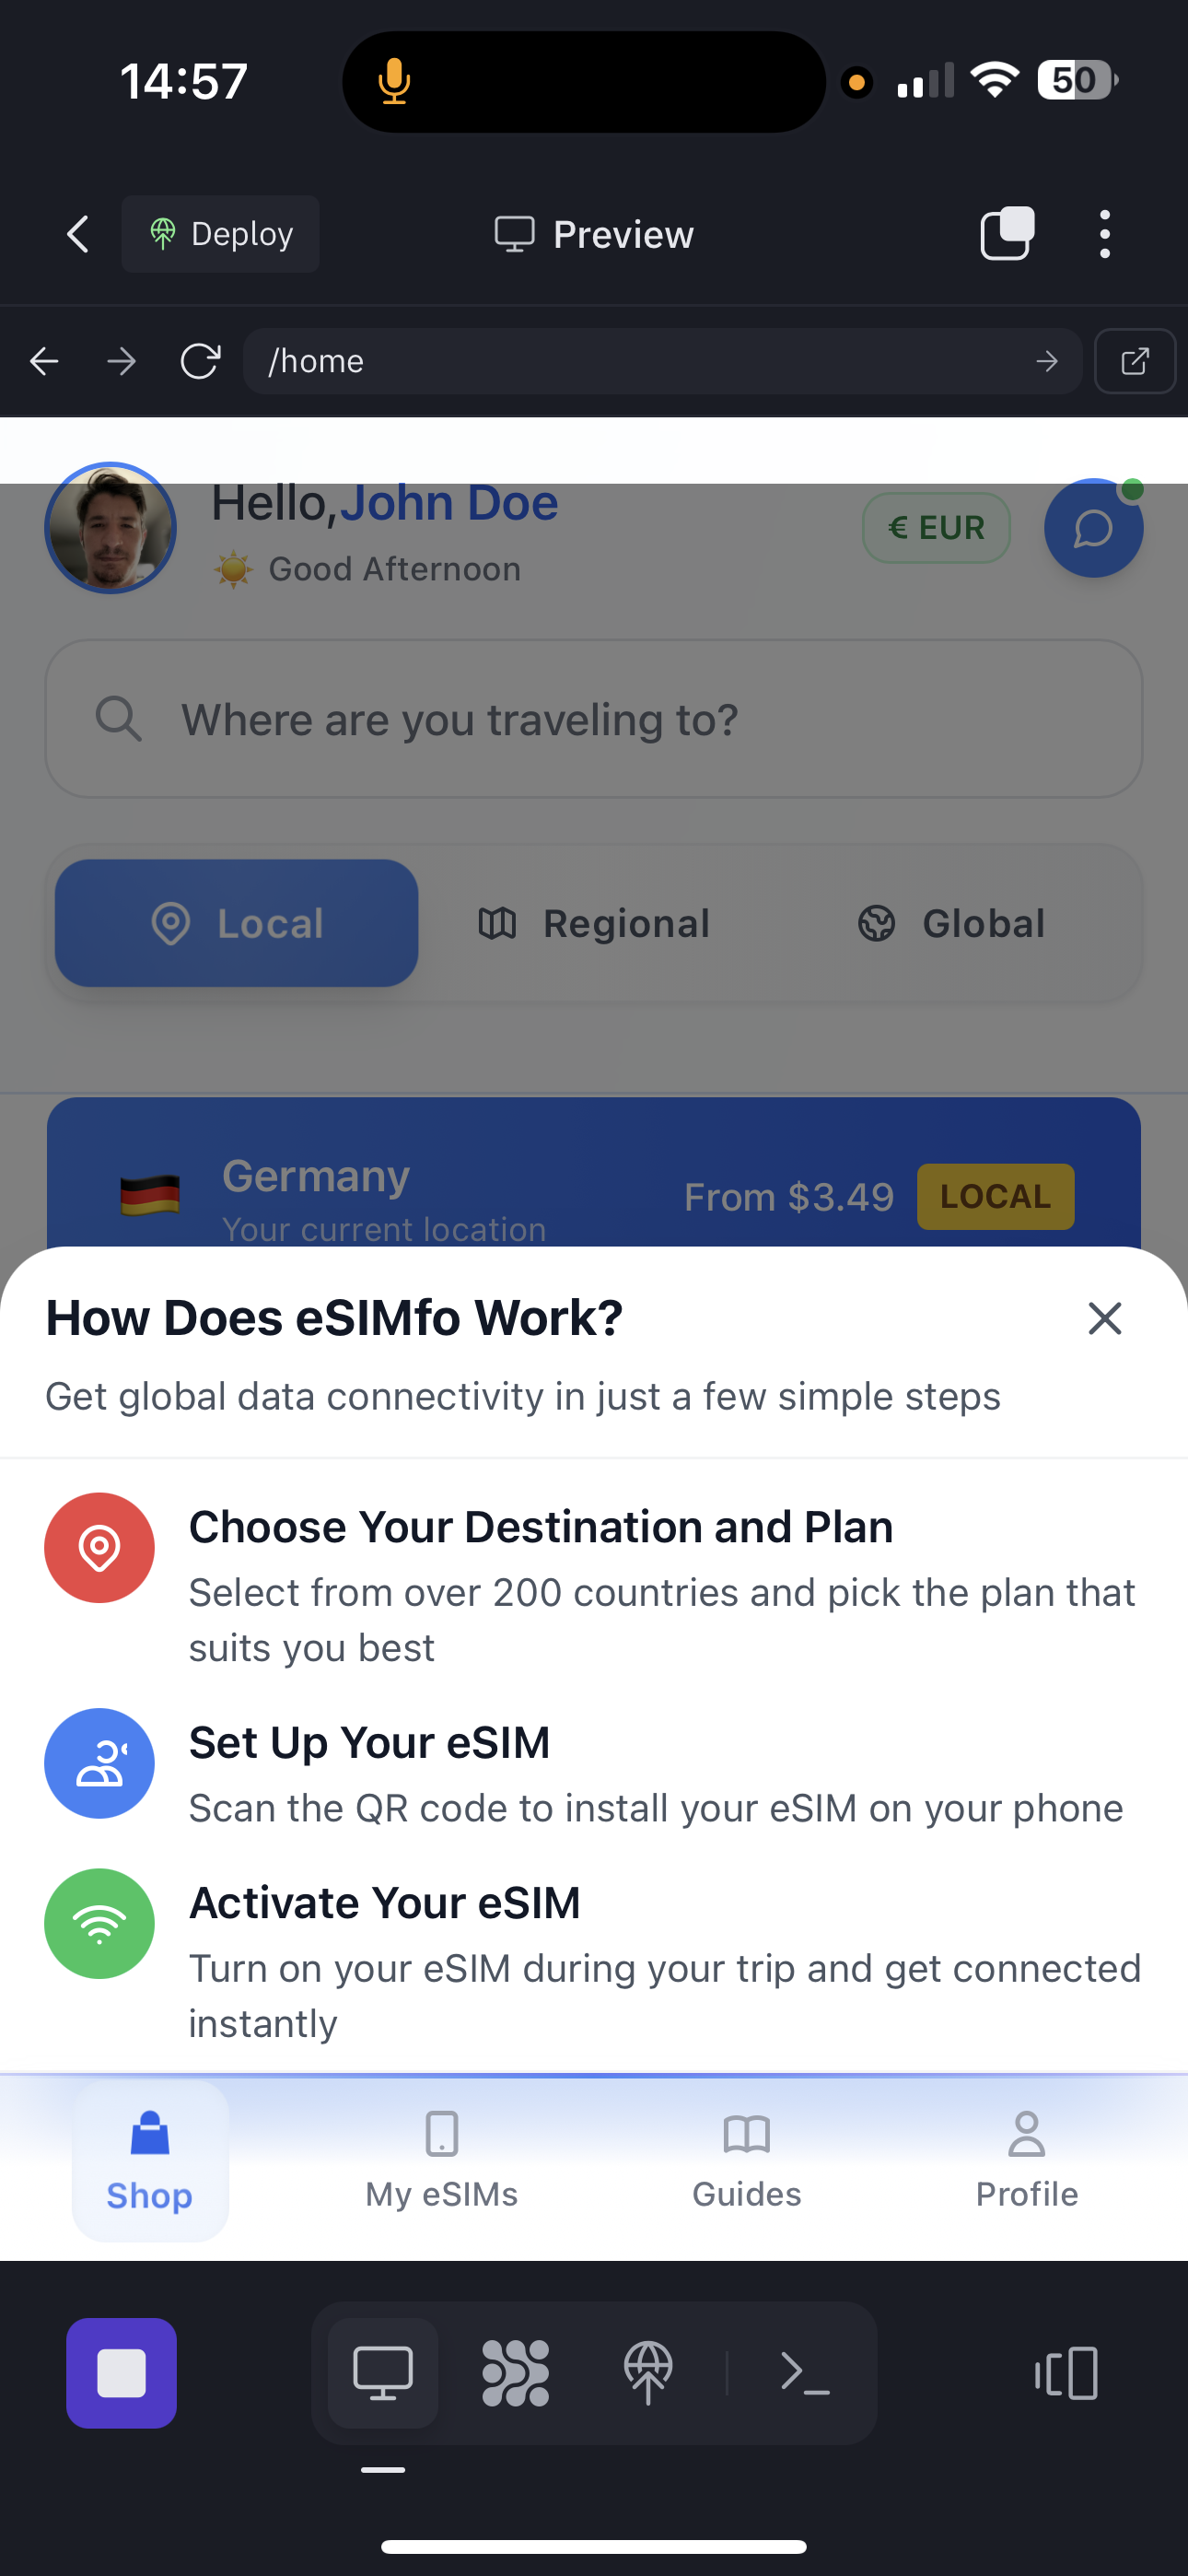 14:57
50
Deploy
Preview
/home
Hello,John Doe
Good Afternoon
€ EUR
Where are you traveling to?
Local
Regional
Global
Germany
Your current location
From $3.49
LOCAL
How Does eSIMfo Work?
Get global data connectivity in just a few simple steps
Choose Your Destination and Plan
Select from over 200 countries and pick the plan that
suits you best
Set Up Your eSIM
Scan the QR code to install your eSIM on your phone
Activate Your eSIM
Turn on your eSIM during your trip and get connected
instantly
Shop
My eSIMs
Guides
Profile